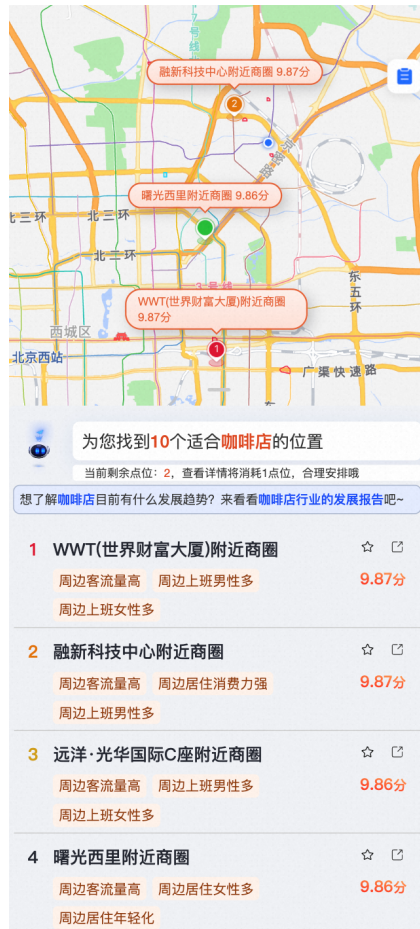 7号线
融新科技中心附近商圈 9.87分
2
京承路
曙光西里附近商圈 9.86分
北三环
北三环
北三环
3号线
WWT(世界财富大厦)附近商圈
9.87分
东五环
西城区
1
北京西站
广渠快速路
为您找到10个适合咖啡店的位置
当前剩余点位：2，查看详情将消耗1点位，合理安排哦
想了解咖啡店目前有什么发展趋势？来看看咖啡店行业的发展报告吧~
1 WWT(世界财富大厦)附近商圈
周边客流量高 周边上班男性多 9.87分
周边上班女性多
2 融新科技中心附近商圈
周边客流量高 周边居住消费力强 9.87分
周边上班男性多
3 远洋·光华国际C座附近商圈
周边客流量高 周边上班男性多 9.86分
周边上班女性多
4 曙光西里附近商圈
周边客流量高 周边居住女性多 9.86分
周边居住年轻化